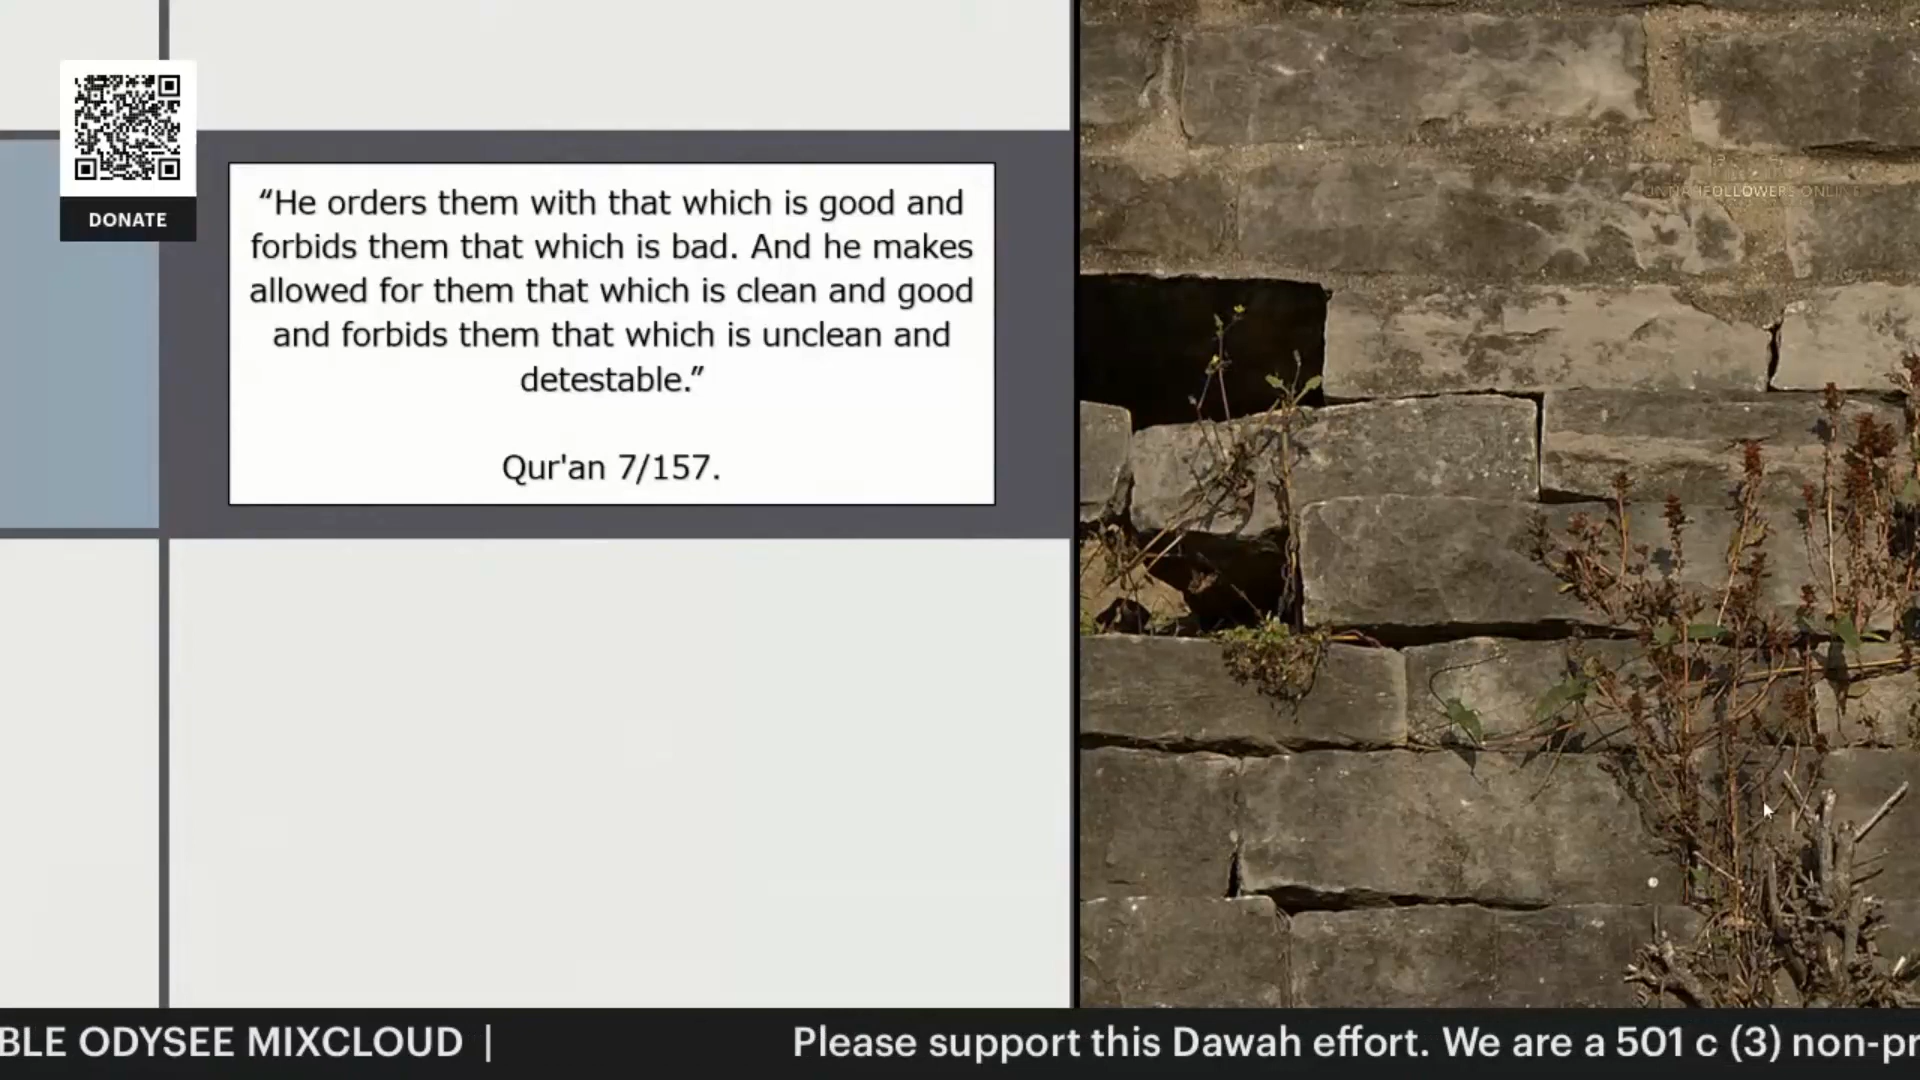 DONATE
“He orders them with that which is good and
forbids them that which is bad. And he makes
allowed for them that which is clean and good
and forbids them that which is unclean and
detestable.”
Qur'an 7/157.
FOLLOWERS ONLINE
BLE ODYSEE MIXCLOUD |
Please support this Dawah effort. We are a 501 c (3) non-pr